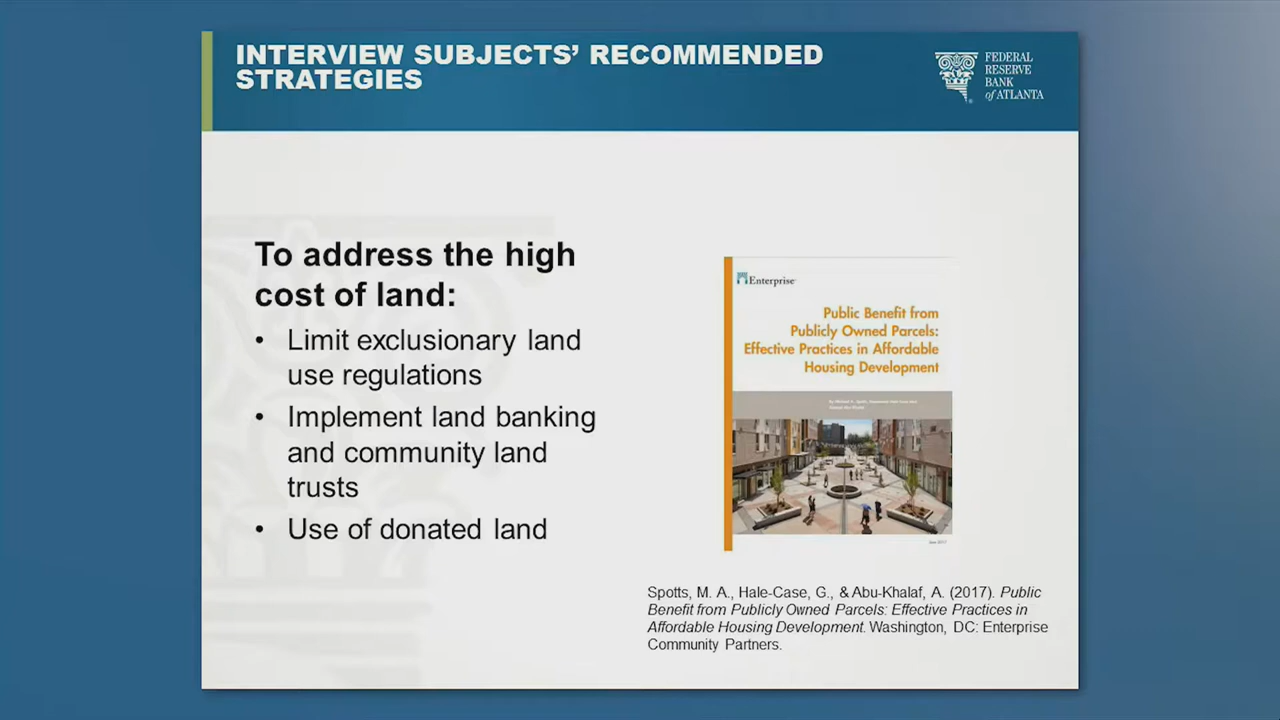 INTERVIEW SUBJECTS’ RECOMMENDED
STRATEGIES
FEDERAL
RESERVE
BANK
of ATLANTA
To address the high
cost of land:
• Limit exclusionary land
use regulations
• Implement land banking
and community land
trusts
• Use of donated land
Enterprise
Public Benefit from
Publicly Owned Parcels:
Effective Practices in Affordable
Housing Development
June 2017
Spotts, M. A., Hale-Case, G., & Abu-Khalaf, A. (2017). Public
Benefit from Publicly Owned Parcels: Effective Practices in
Affordable Housing Development. Washington, DC: Enterprise
Community Partners.